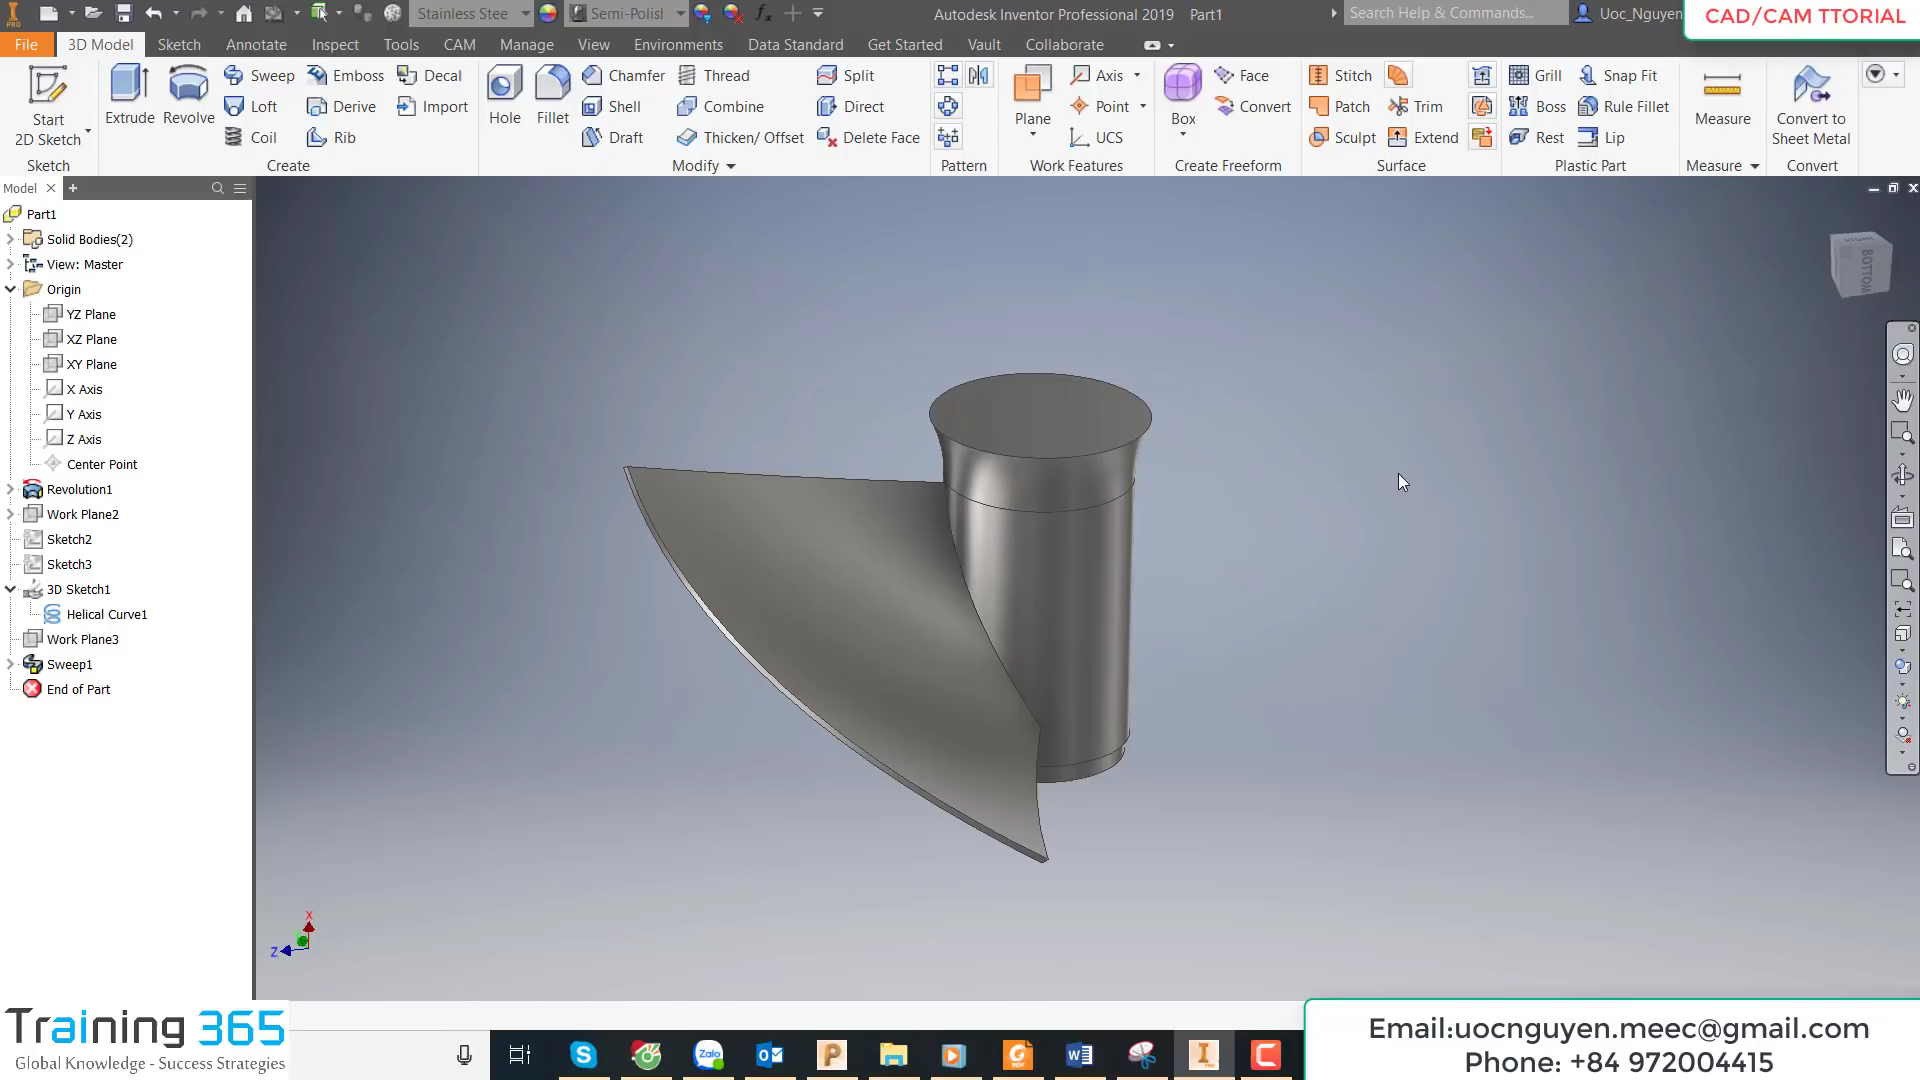 Stainless Stee
Semi-Polish
Autodesk Inventor Professional 2019 Part1
Search Help & Commands...
Uoc_Nguyen
CAD/CAM TTORIAL
File 3D Model Sketch Annotate Inspect Tools CAM Manage View Environments Data Standard Get Started Vault Collaborate
Start
2D Sketch
Sketch
Extrude
Revolve
Sweep
Loft
Coil
Emboss
Derive
Rib
Decal
Import
Create
Hole
Fillet
Chamfer
Shell
Draft
Thread
Combine
Thicken/ Offset
Split
Direct
Delete Face
Modify
Pattern
Plane
Axis
Point
UCS
Work Features
Box
Face
Convert
Create Freeform
Stitch
Patch
Sculpt
Trim
Extend
Surface
Grill
Boss
Rest
Snap Fit
Rule Fillet
Lip
Plastic Part
Measure
Measure
Convert to
Sheet Metal
Convert
Model
Part1
Solid Bodies(2)
View: Master
Origin
YZ Plane
XZ Plane
XY Plane
X Axis
Y Axis
Z Axis
Center Point
Revolution1
Work Plane2
Sketch2
Sketch3
3D Sketch1
Helical Curve1
Work Plane3
Sweep1
End of Part
RIGHT
BOTTOM
X
Z
Training 365
Global Knowledge - Success Strategies
Zalo
Email:uocnguyen.meec@gmail.com
Phone: +84 972004415